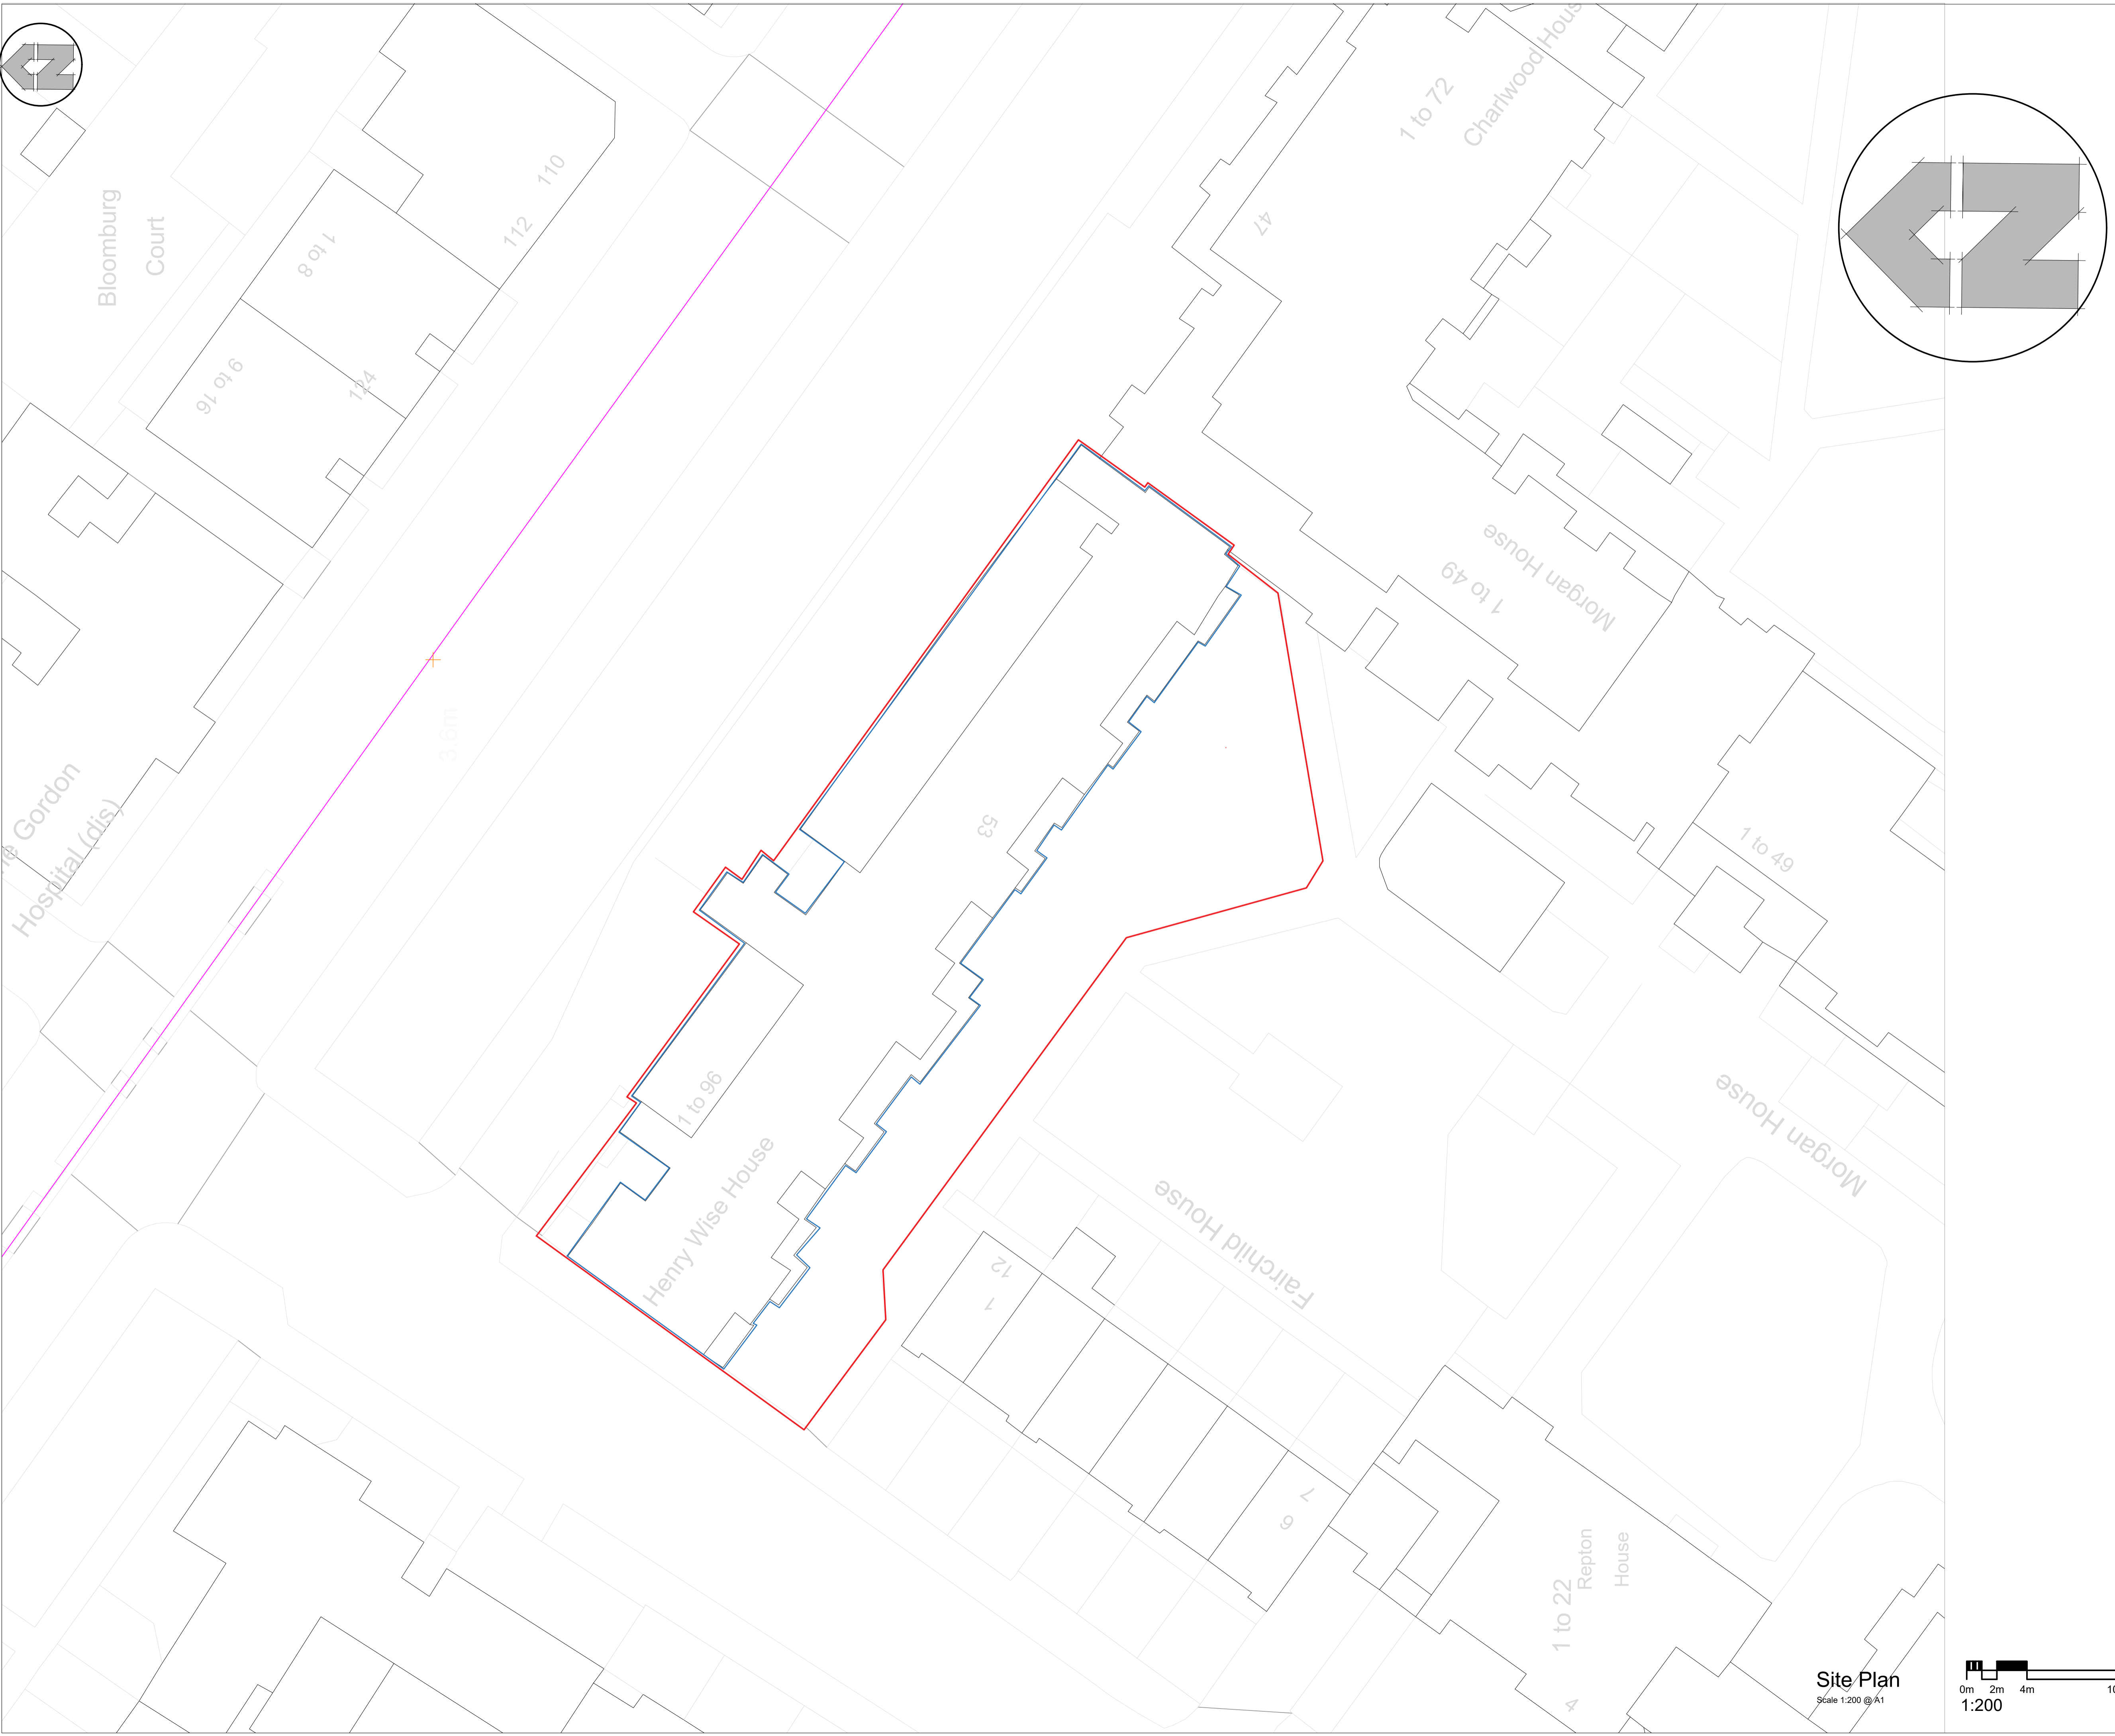 Charlwood Hous
1 to 72
110
112
47
Bloomburg
Court
1 to 8
9 to 16
124
Morgan House
1 to 49
3.6m
Gordon
Hospital (dis)
53
1 to 49
1 to 96
Henry Wise House
Morgan House
Fairchild House
12
1
7
6
Repton
House
1 to 22
4
Site Plan
Scale 1:200 @ A1
0m 2m 4m 10
1:200